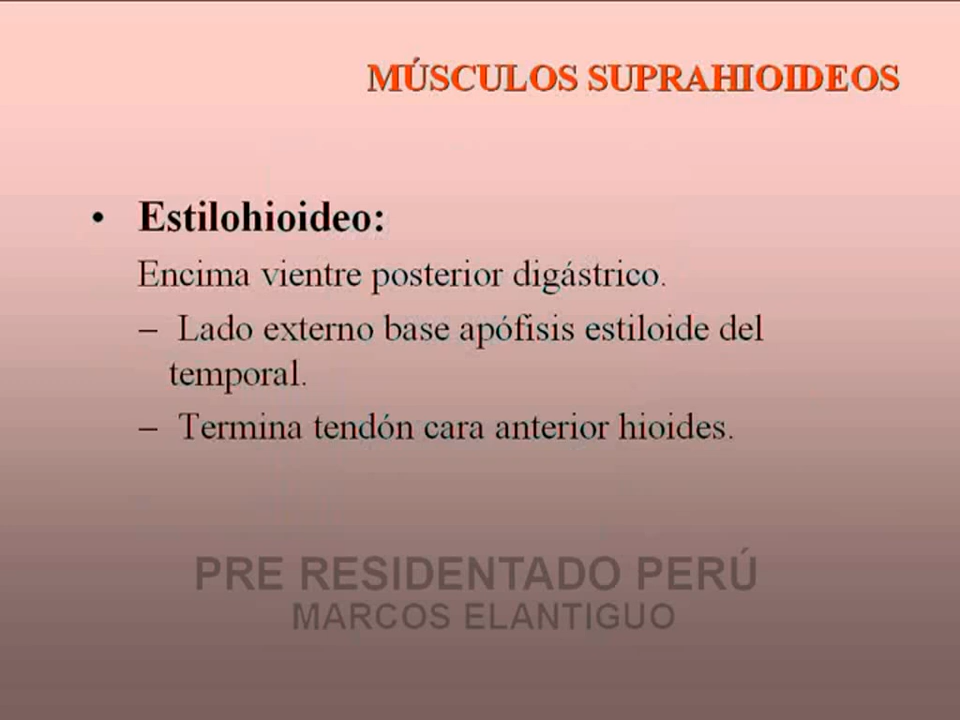 MÚSCULOS SUPRAHIOIDEOS
• Estilohioideo:
Encima vientre posterior digástrico.
– Lado externo base apófisis estiloide del
temporal.
– Termina tendón cara anterior hioides.
PRE RESIDENTADO PERÚ
MARCOS ELANTIGUO